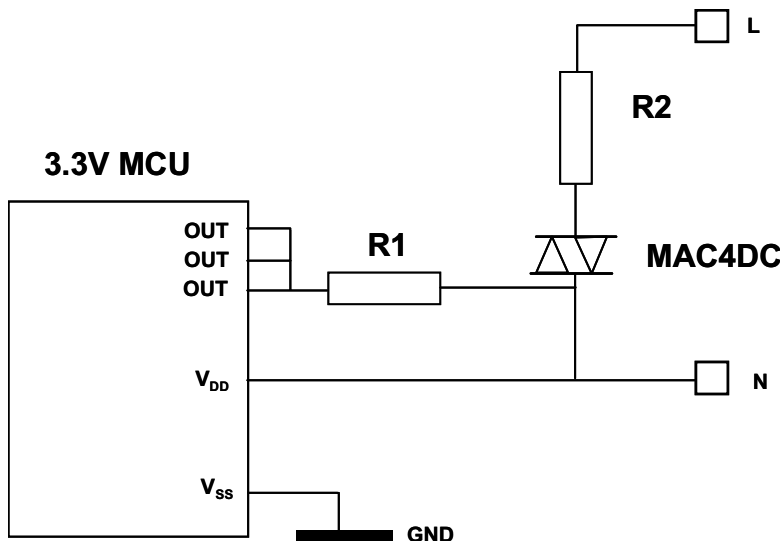 L
R2
3.3V MCU
OUT
R1
MAC4DC
OUT
OUT
VDD
N
VSS
GND